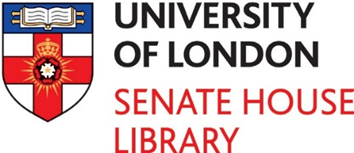 UNIVERSITY
OF LONDON
SENATE HOUSE
LIBRARY